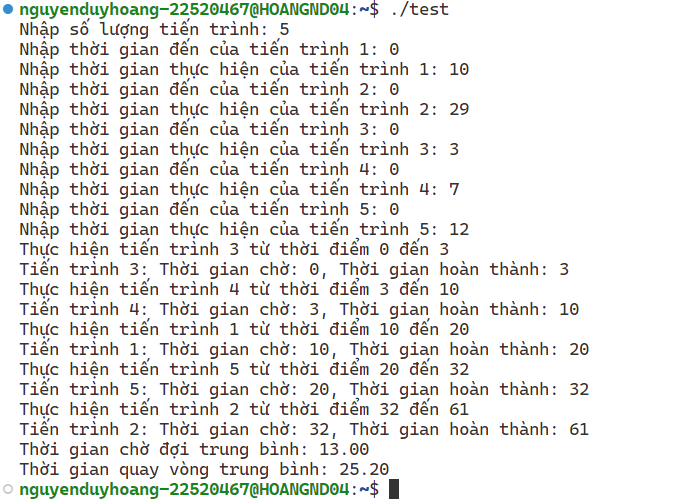 nguyenduyhoang-22520467@HOANGND04:~$ ./test
Nhập số lượng tiến trình: 5
Nhập thời gian đến của tiến trình 1: 0
Nhập thời gian thực hiện của tiến trình 1: 10
Nhập thời gian đến của tiến trình 2: 0
Nhập thời gian thực hiện của tiến trình 2: 29
Nhập thời gian đến của tiến trình 3: 0
Nhập thời gian thực hiện của tiến trình 3: 3
Nhập thời gian đến của tiến trình 4: 0
Nhập thời gian thực hiện của tiến trình 4: 7
Nhập thời gian đến của tiến trình 5: 0
Nhập thời gian thực hiện của tiến trình 5: 12
Thực hiện tiến trình 3 từ thời điểm 0 đến 3
Tiến trình 3: Thời gian chờ: 0, Thời gian hoàn thành: 3
Thực hiện tiến trình 4 từ thời điểm 3 đến 10
Tiến trình 4: Thời gian chờ: 3, Thời gian hoàn thành: 10
Thực hiện tiến trình 1 từ thời điểm 10 đến 20
Tiến trình 1: Thời gian chờ: 10, Thời gian hoàn thành: 20
Thực hiện tiến trình 5 từ thời điểm 20 đến 32
Tiến trình 5: Thời gian chờ: 20, Thời gian hoàn thành: 32
Thực hiện tiến trình 2 từ thời điểm 32 đến 61
Tiến trình 2: Thời gian chờ: 32, Thời gian hoàn thành: 61
Thời gian chờ đợi trung bình: 13.00
Thời gian quay vòng trung bình: 25.20
nguyenduyhoang-22520467@HOANGND04:~$